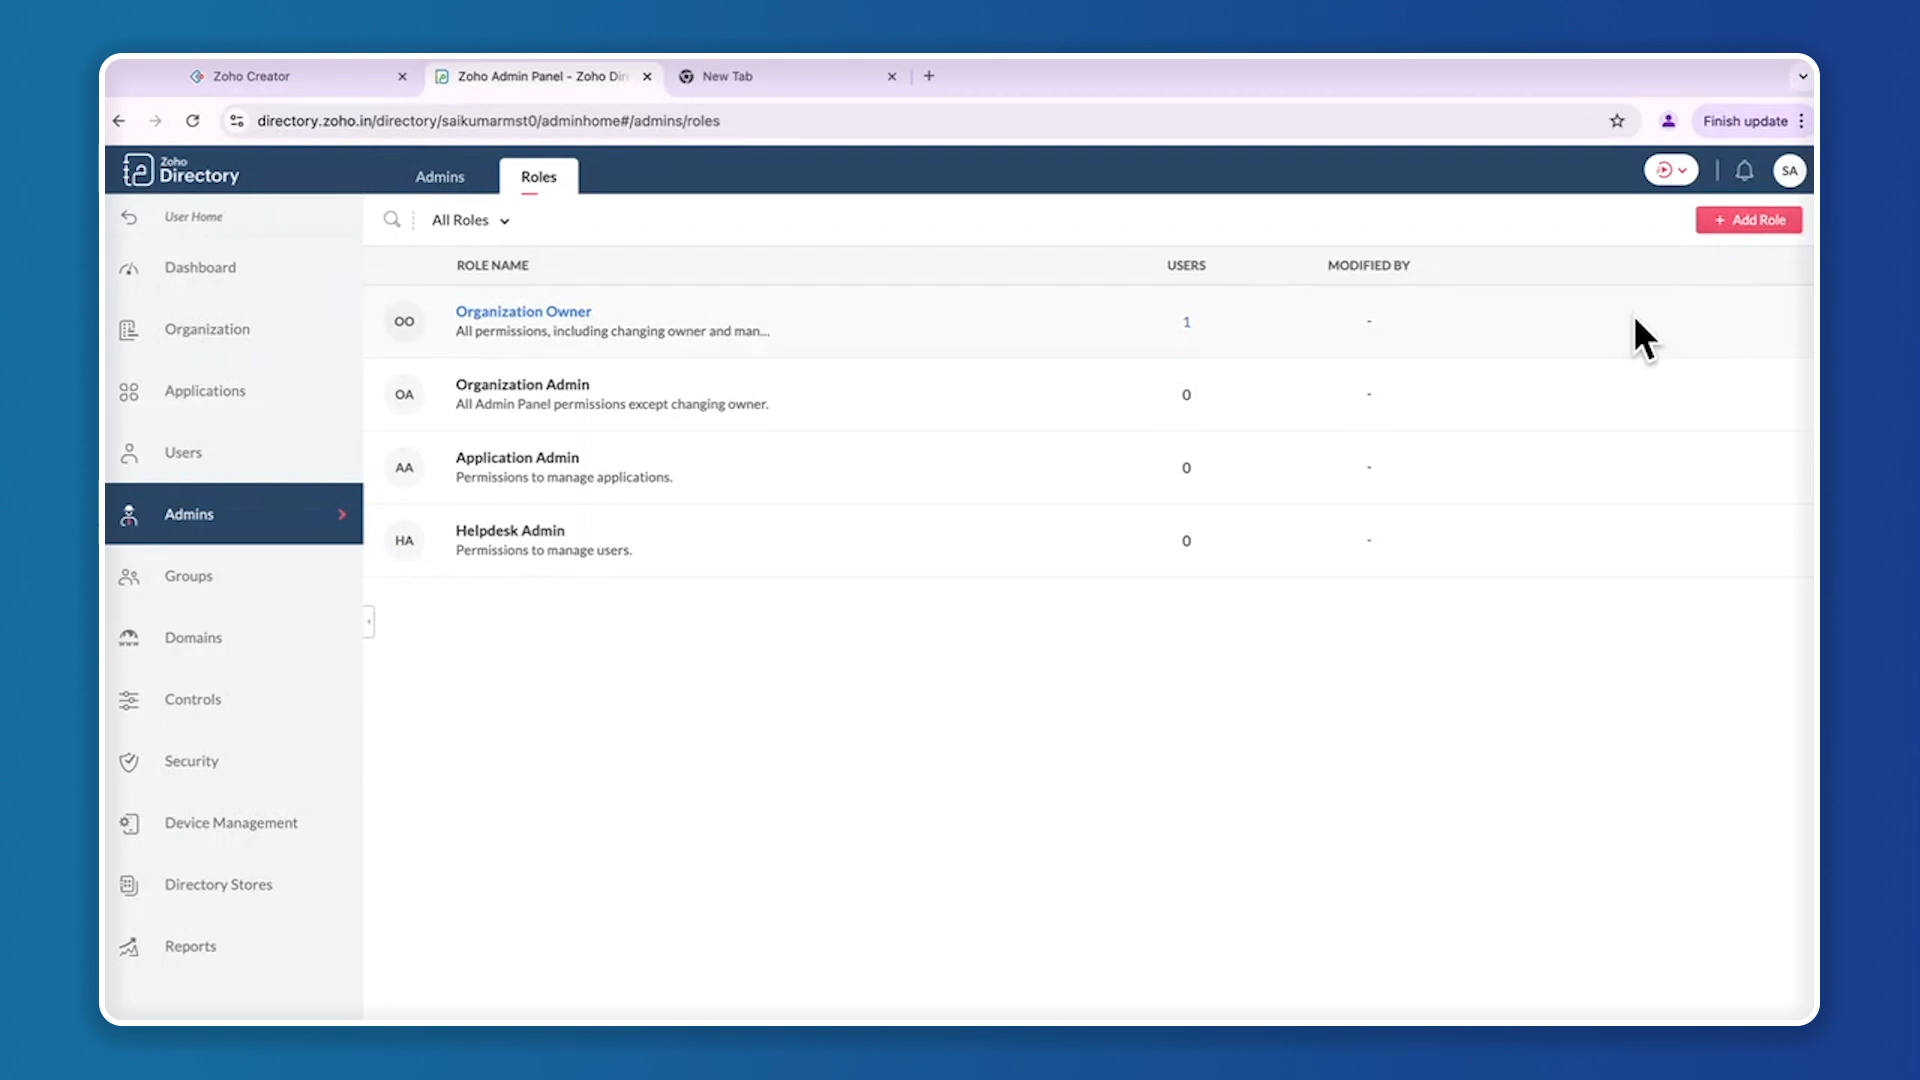 Zoho Creator
Zoho Admin Panel - Zoho Dir
New Tab
directory.zoho.in/directory/saikumarmst0/adminhome#/admins/roles
Finish update
Zoho
Directory
Admins
Roles
SA
User Home
All Roles
+ Add Role
Dashboard
Organization
Applications
Users
Admins
Groups
Domains
Controls
Security
Device Management
Directory Stores
Reports
ROLE NAME
USERS
MODIFIED BY
OO
Organization Owner
All permissions, including changing owner and man...
1
-
OA
Organization Admin
All Admin Panel permissions except changing owner.
0
-
AA
Application Admin
Permissions to manage applications.
0
-
HA
Helpdesk Admin
Permissions to manage users.
0
-